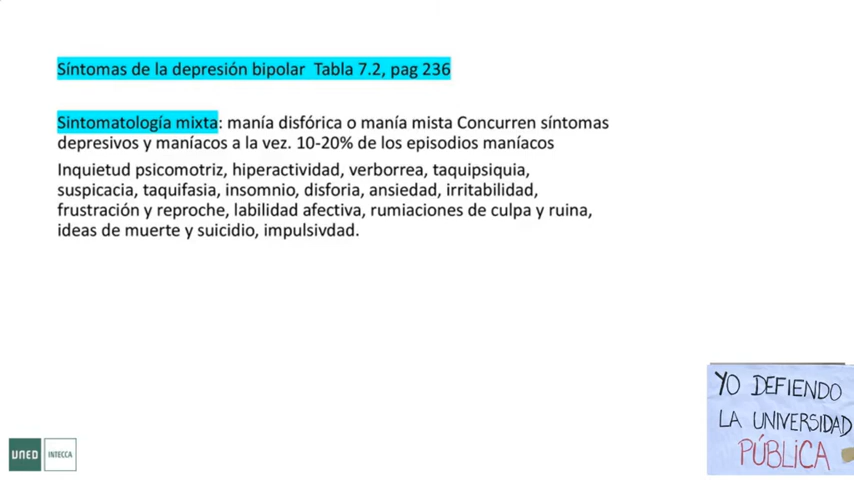 Síntomas de la depresión bipolar Tabla 7.2, pag 236
Sintomatología mixta: manía disfórica o manía mista Concurren síntomas
depresivos y maníacos a la vez. 10-20% de los episodios maníacos
Inquietud psicomotriz, hiperactividad, verborrea, taquipsiquia,
suspicacia, taquifasia, insomnio, disforia, ansiedad, irritabilidad,
frustración y reproche, labilidad afectiva, rumiaciones de culpa y ruina,
ideas de muerte y suicidio, impulsivdad.
YO DEFIENDO
LA UNIVERSIDAD
PÚBLICA
UNED INTECCA